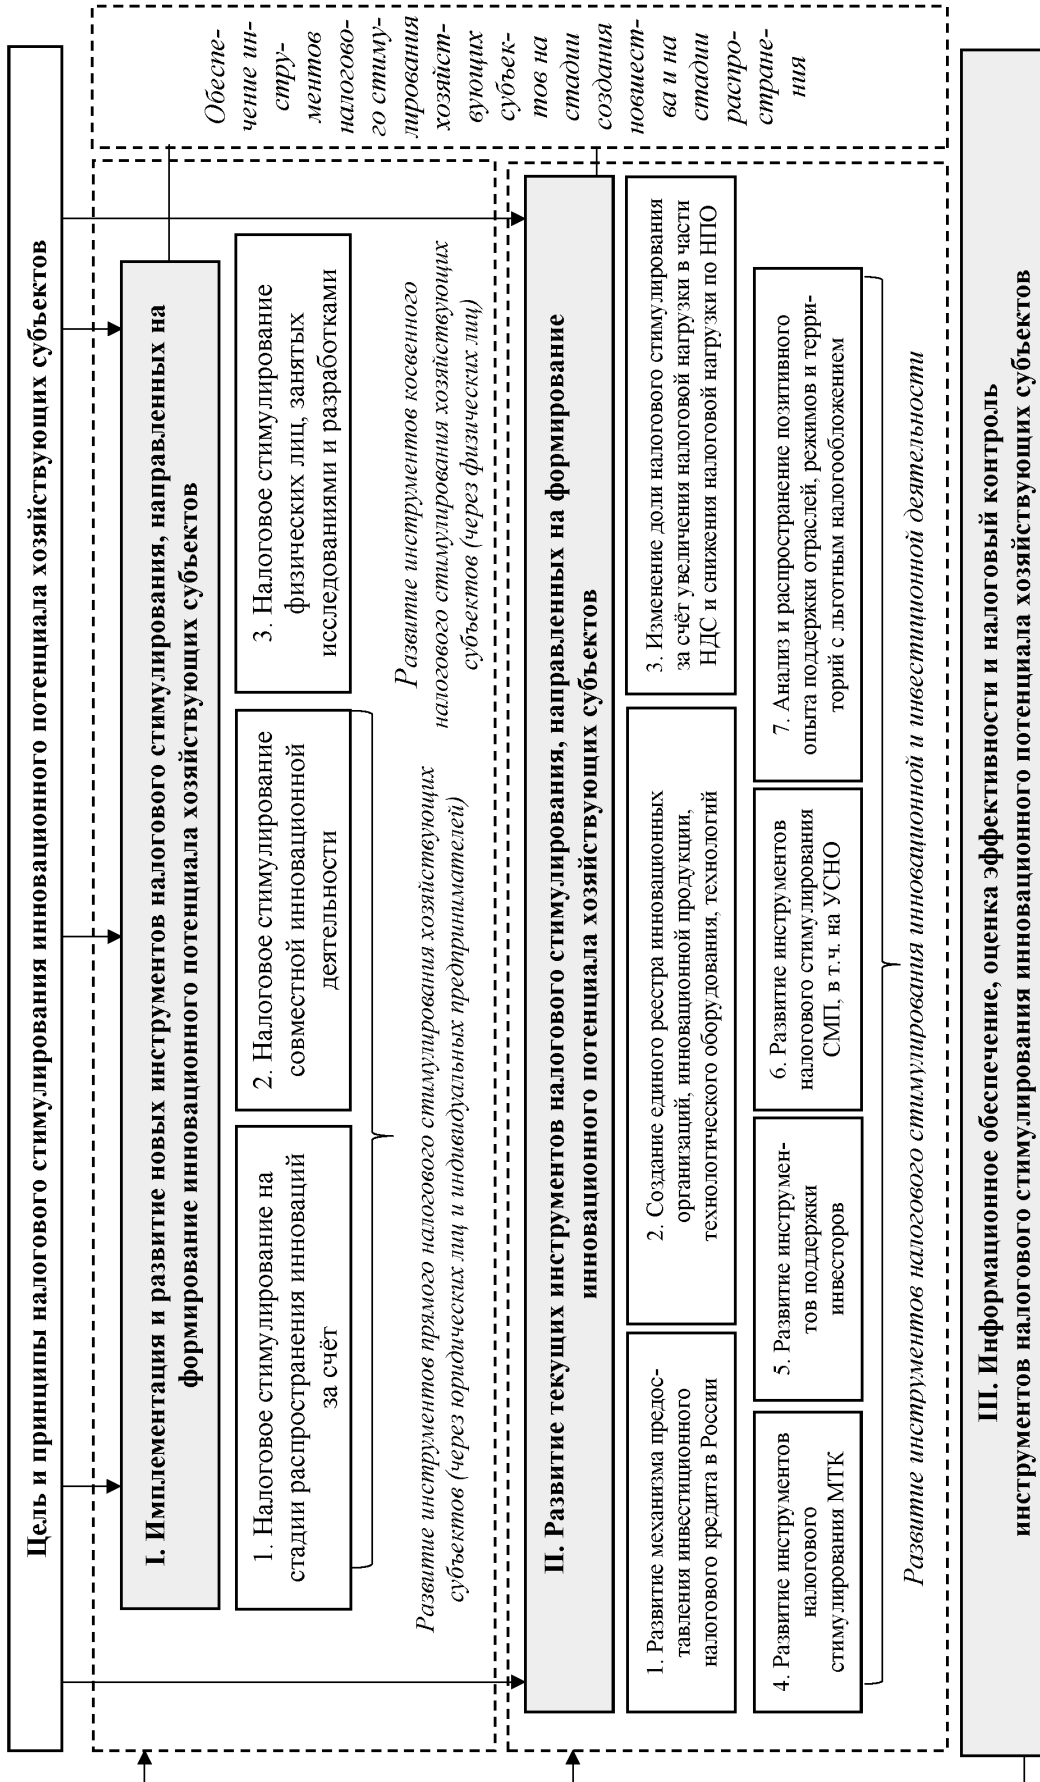 Цель и принципы налогового стимулирования инновационного потенциала хозяйствующих субъектов
I. Имплементация и развитие новых инструментов налогового стимулирования, направленных на
формирование инновационного потенциала хозяйствующих субъектов
1. Налоговое стимулирование на
стадии распространения инноваций
за счёт
2. Налоговое стимулирование
совместной инновационной
деятельности
3. Налоговое стимулирование
физических лиц, занятых
исследованиями и разработками
Развитие инструментов прямого налогового стимулирования хозяйствующих
субъектов (через юридических лиц и индивидуальных предпринимателей)
Развитие инструментов косвенного
налогового стимулирования хозяйствующих
субъектов (через физических лиц)
II. Развитие текущих инструментов налогового стимулирования, направленных на формирование
инновационного потенциала хозяйствующих субъектов
1. Развитие механизма предос-
тавления инвестиционного
налогового кредита в России
2. Создание единого реестра инновационных
организаций, инновационной продукции,
технологического оборудования, технологий
3. Изменение доли налогового стимулирования
за счёт увеличения налоговой нагрузки в части
НДС и снижения налоговой нагрузки по НПО
4. Развитие инструментов
налогового
стимулирования МТК
5. Развитие инструмен-
тов поддержки
инвесторов
6. Развитие инструментов
налогового стимулирования
СМП, в т.ч. на УСНО
7. Анализ и распространение позитивного
опыта поддержки отраслей, режимов и терри-
торий с льготным налогообложением
Развитие инструментов налогового стимулирования инновационной и инвестиционной деятельности
Обеспе-
чение ин-
стру-
ментов
налогово-
го стиму-
лирования
хозяйст-
вующих
субъек-
тов на
стадии
создания
новшест-
ва и на
стадии
распро-
стране-
ния
III. Информационное обеспечение, оценка эффективности и налоговый контроль
инструментов налогового стимулирования инновационного потенциала хозяйствующих субъектов